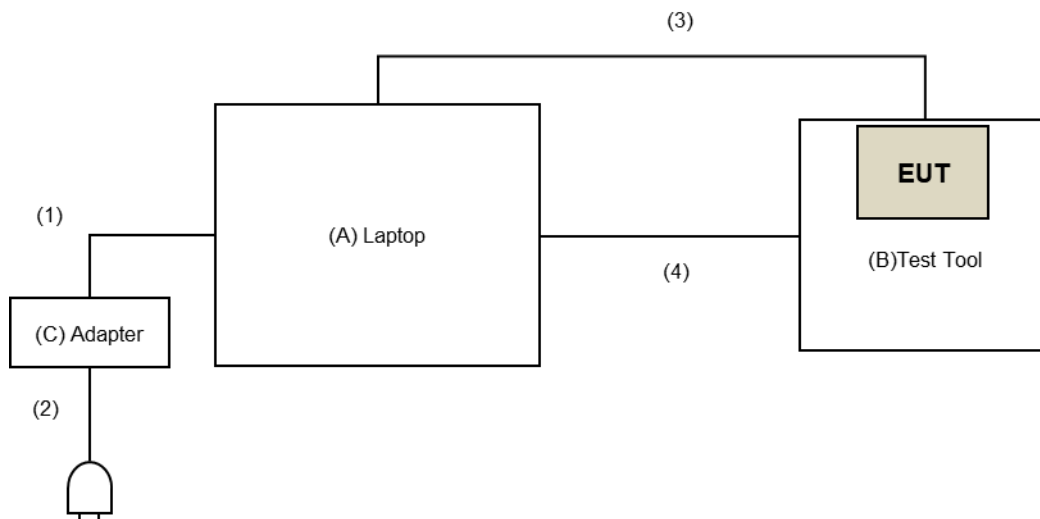 (3)
EUT
(1)
(A) Laptop
(B)Test Tool
(4)
(C) Adapter
(2)